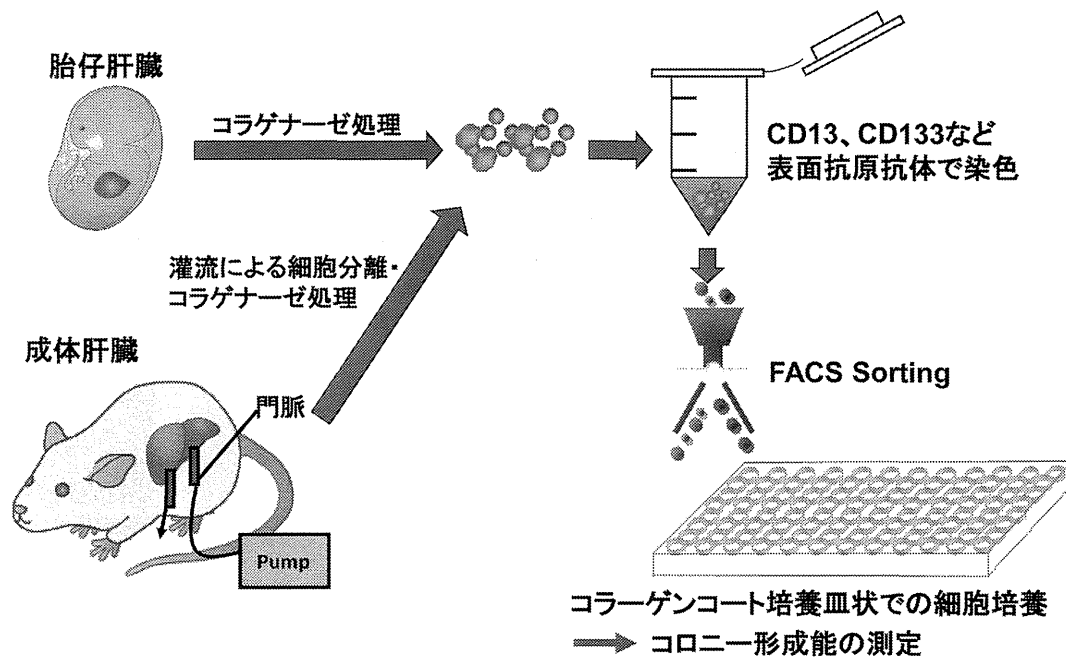 胎仔肝臓
コラゲナーゼ処理
CD13、CD133など
表面抗原抗体で染色
灌流による細胞分離・
コラゲナーゼ処理
成体肝臓
門脈
Pump
FACS Sorting
コラーゲンコート培養皿状での細胞培養
コロニー形成能の測定